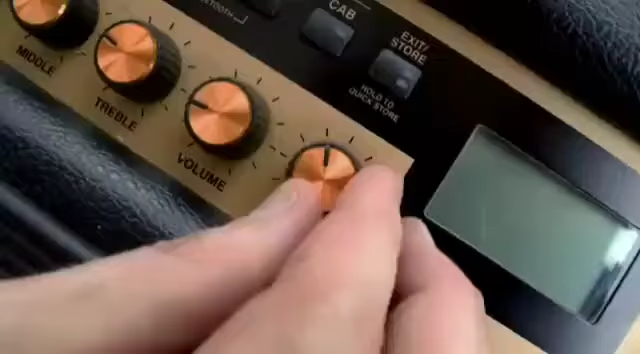 CAB
EXIT/
STORE
HOLD TO
QUICK STORE
MIDDLE
TREBLE
VOLUME